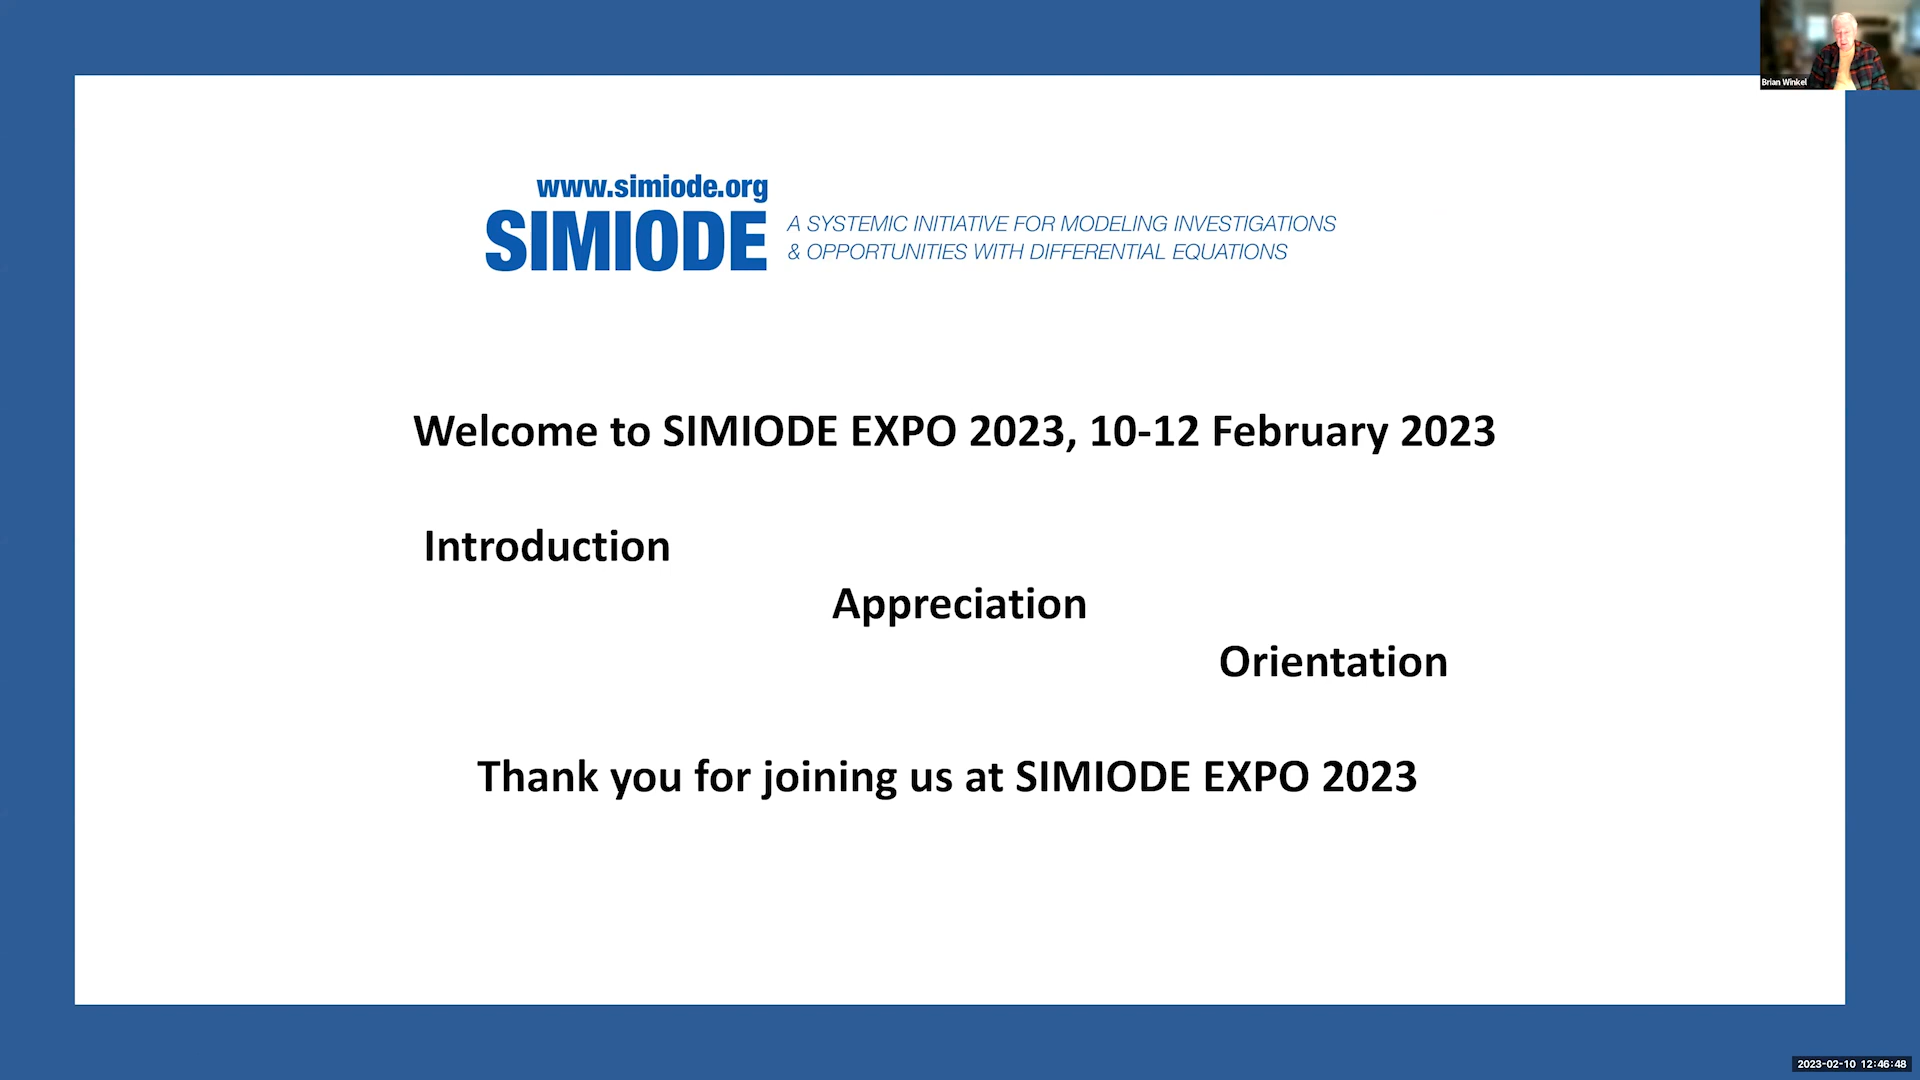 Brian Winkel
www.simiode.org
SIMIODE
A SYSTEMIC INITIATIVE FOR MODELING INVESTIGATIONS
& OPPORTUNITIES WITH DIFFERENTIAL EQUATIONS
Welcome to SIMIODE EXPO 2023, 10-12 February 2023
Introduction
Appreciation
Orientation
Thank you for joining us at SIMIODE EXPO 2023
2023-02-10 12:46:48